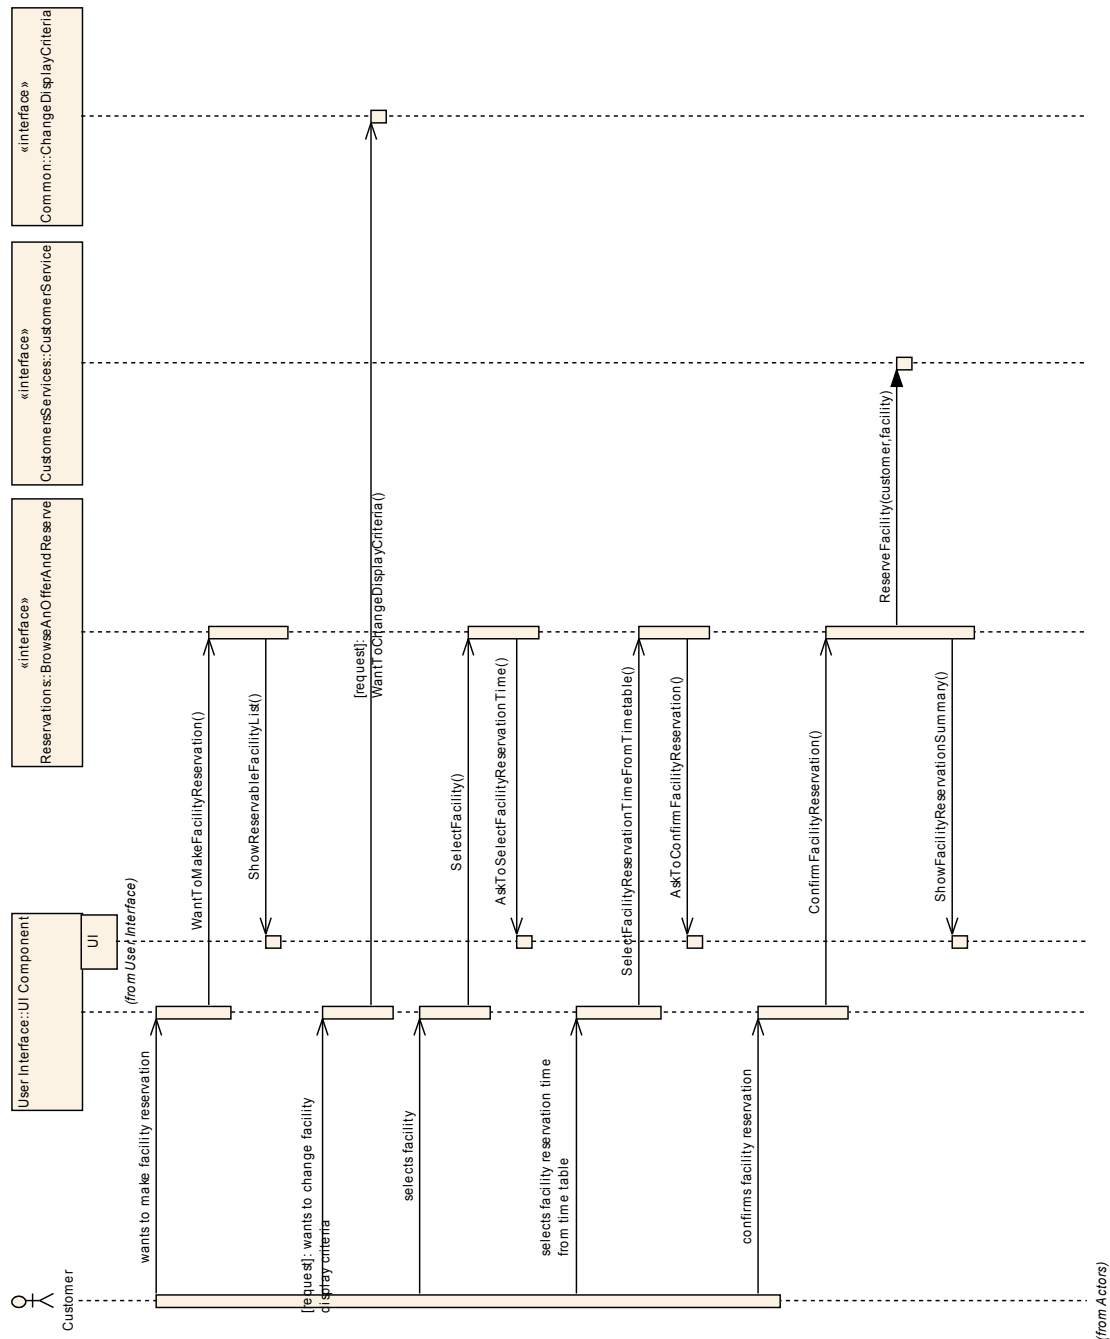 Customer
(from Actors)
User Interface::UI Component
UI
(from User Interface)
«interface»
Reservations::BrowseAnOfferAndReserve
«interface»
CustomersServices::CustomerService
«interface»
Common::ChangeDisplayCriteria
wants to make facility reservation
WantToMakeFacilityReservation()
ShowReservableFacilityList()
[request]: wants to change facility
display criteria
[request]:
WantToChangeDisplayCriteria()
selects facility
SelectFacility()
AskToSelectFacilityReservationTime()
selects facility reservation time
from time table
SelectFacilityReservationTimeFromTimetable()
AskToConfirmFacilityReservation()
confirms facility reservation
ConfirmFacilityReservation()
ReserveFacility(customer,facility)
ShowFacilityReservationSummary()